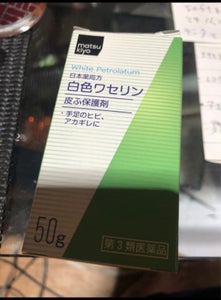 matsu
kiyo
White Petrolatum
日本薬局方
白色ワセリン
皮ふ保護剤
・手足のヒビ、
アカギレに
50g
第3類医薬品